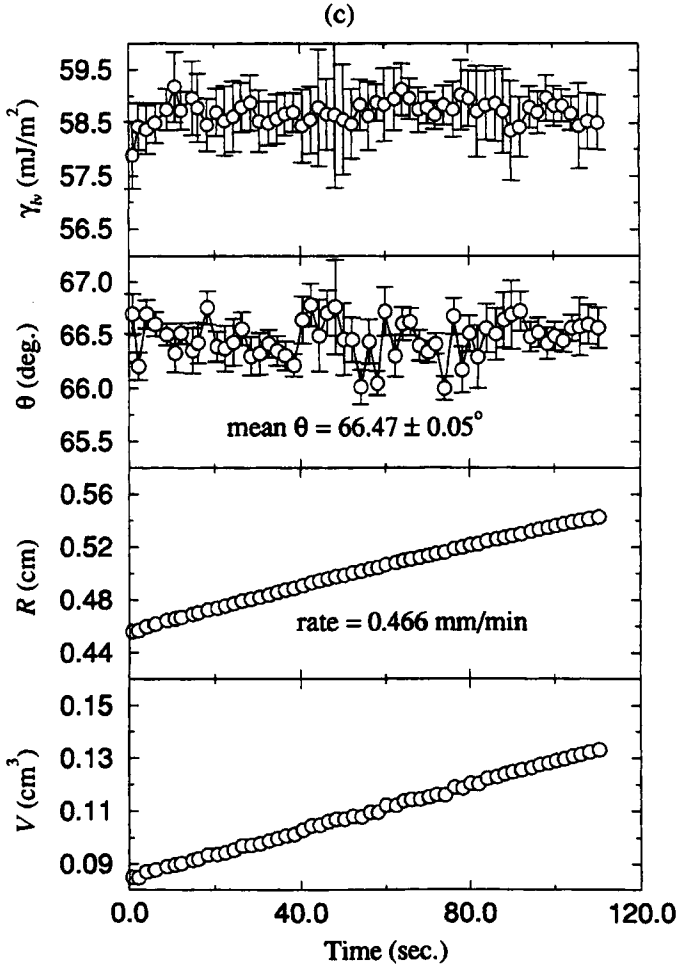 (c)
59.5
58.5
57.5
56.5
γlv (mJ/m²)
67.0
66.5
66.0
65.5
θ (deg.)
mean θ = 66.47 ± 0.05°
0.56
0.52
0.48
0.44
R (cm)
rate = 0.466 mm/min
0.15
0.13
0.11
0.09
V (cm³)
0.0 40.0 80.0 120.0
Time (sec.)